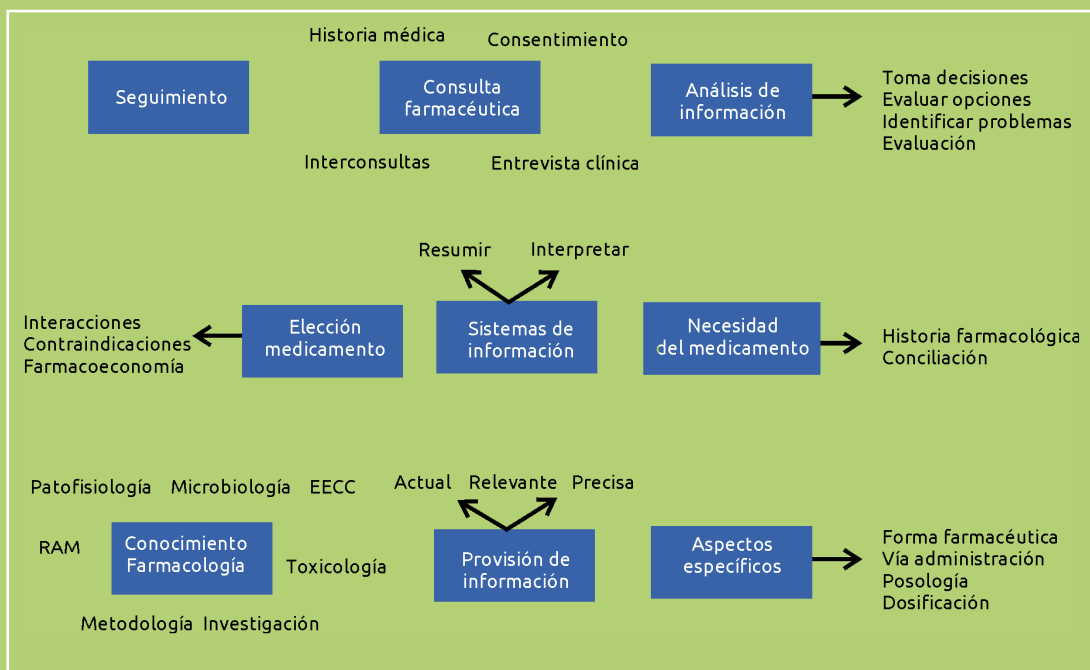 Historia médica
Consentimiento
Seguimiento
Consulta
farmacéutica
Análisis de
información
Toma decisiones
Evaluar opciones
Identificar problemas
Evaluación
Interconsultas
Entrevista clínica
Resumir
Interpretar
Interacciones
Contraindicaciones
Farmacoeconomía
Elección
medicamento
Sistemas de
información
Necesidad
del medicamento
Historia farmacológica
Conciliación
Patofisiología
Microbiología
EECC
Actual
Relevante
Precisa
RAM
Conocimiento
Farmacología
Toxicología
Provisión de
información
Aspectos
específicos
Forma farmacéutica
Vía administración
Posología
Dosificación
Metodología Investigación